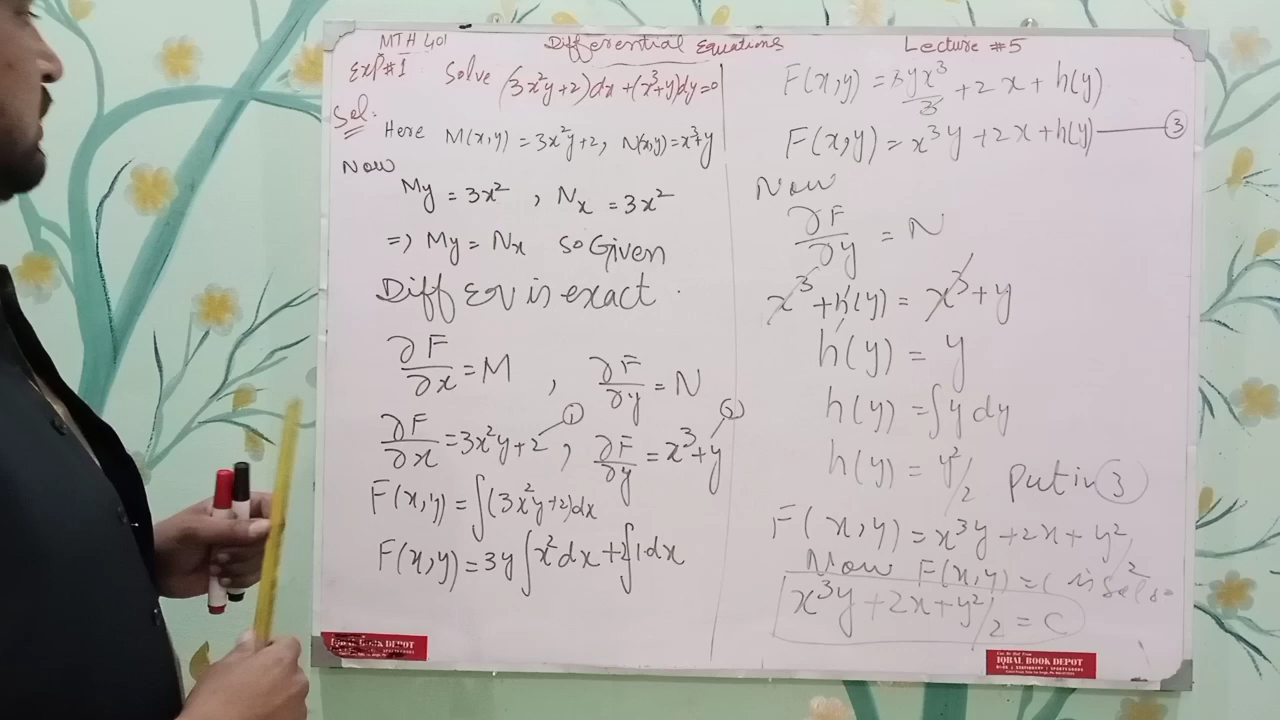 MTH 401 Differential Equations Lecture #5
Exp#1 Solve (3x²y+2)dx+(x³+y)dy=0
Sol:
Here M(x,y) = 3x²y+2, N(x,y)=x³+y
Now
My = 3x² , Nx = 3x²
=> My = Nx so Given
Diff Eq is exact.
∂F/∂x = M , ∂F/∂y = N
∂F/∂x = 3x²y+2 —① , ∂F/∂y = x³+y —②
F(x,y) = ∫(3x²y+2)dx
F(x,y) = 3y∫x²dx+2∫1dx
F(x,y) = 3yx³/3 + 2x + h(y)
F(x,y) = x³y+2x+h(y) — ③
Now
∂F/∂y = N
x³+h'(y) = x³+y
h'(y) = y
h(y) = ∫y dy
h(y) = y²/2 Put in ③
F(x,y) = x³y+2x+y²/2
Now F(x,y) = C is
x³y+2x+y²/2 = C
IQBAL BOOK DEPOT
IQBAL BOOK DEPOT